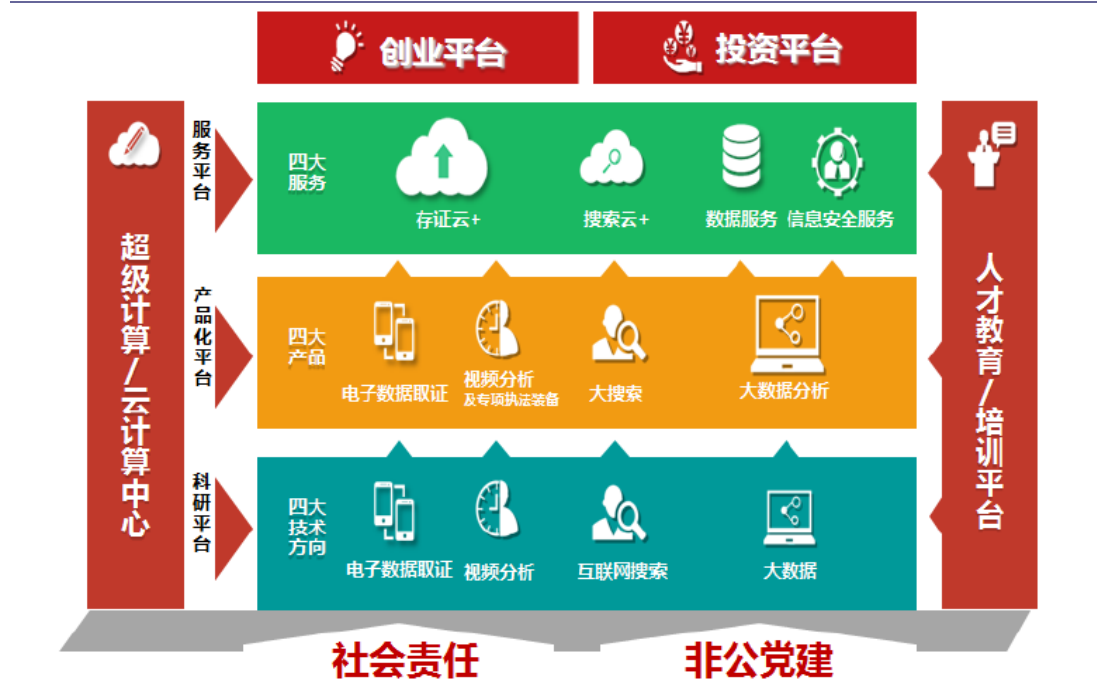 创业平台
投资平台
超级计算/云计算中心
服务平台
四大
服务
存证云+
搜索云+
数据服务
信息安全服务
产品化平台
四大
产品
电子数据取证
视频分析
及专项执法装备
大搜索
大数据分析
科研平台
四大
技术
方向
电子数据取证
视频分析
互联网搜索
大数据
人才教育/培训平台
社会责任
非公党建